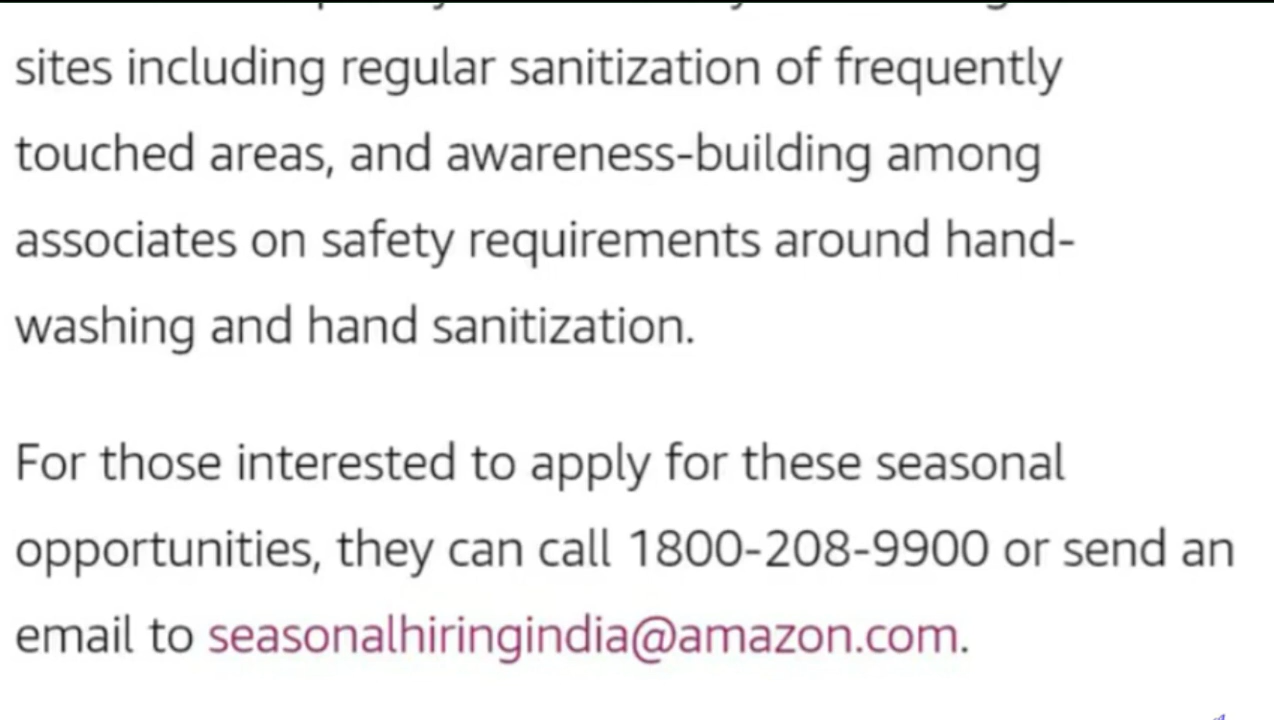 sites including regular sanitization of frequently
touched areas, and awareness-building among
associates on safety requirements around hand-
washing and hand sanitization.
For those interested to apply for these seasonal
opportunities, they can call 1800-208-9900 or send an
email to seasonalhiringindia@amazon.com.